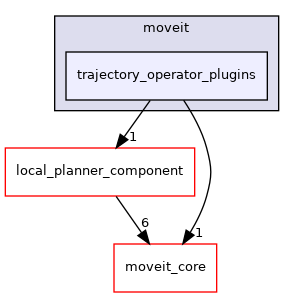 moveit
trajectory_operator_plugins
1
local_planner_component
6
1
moveit_core